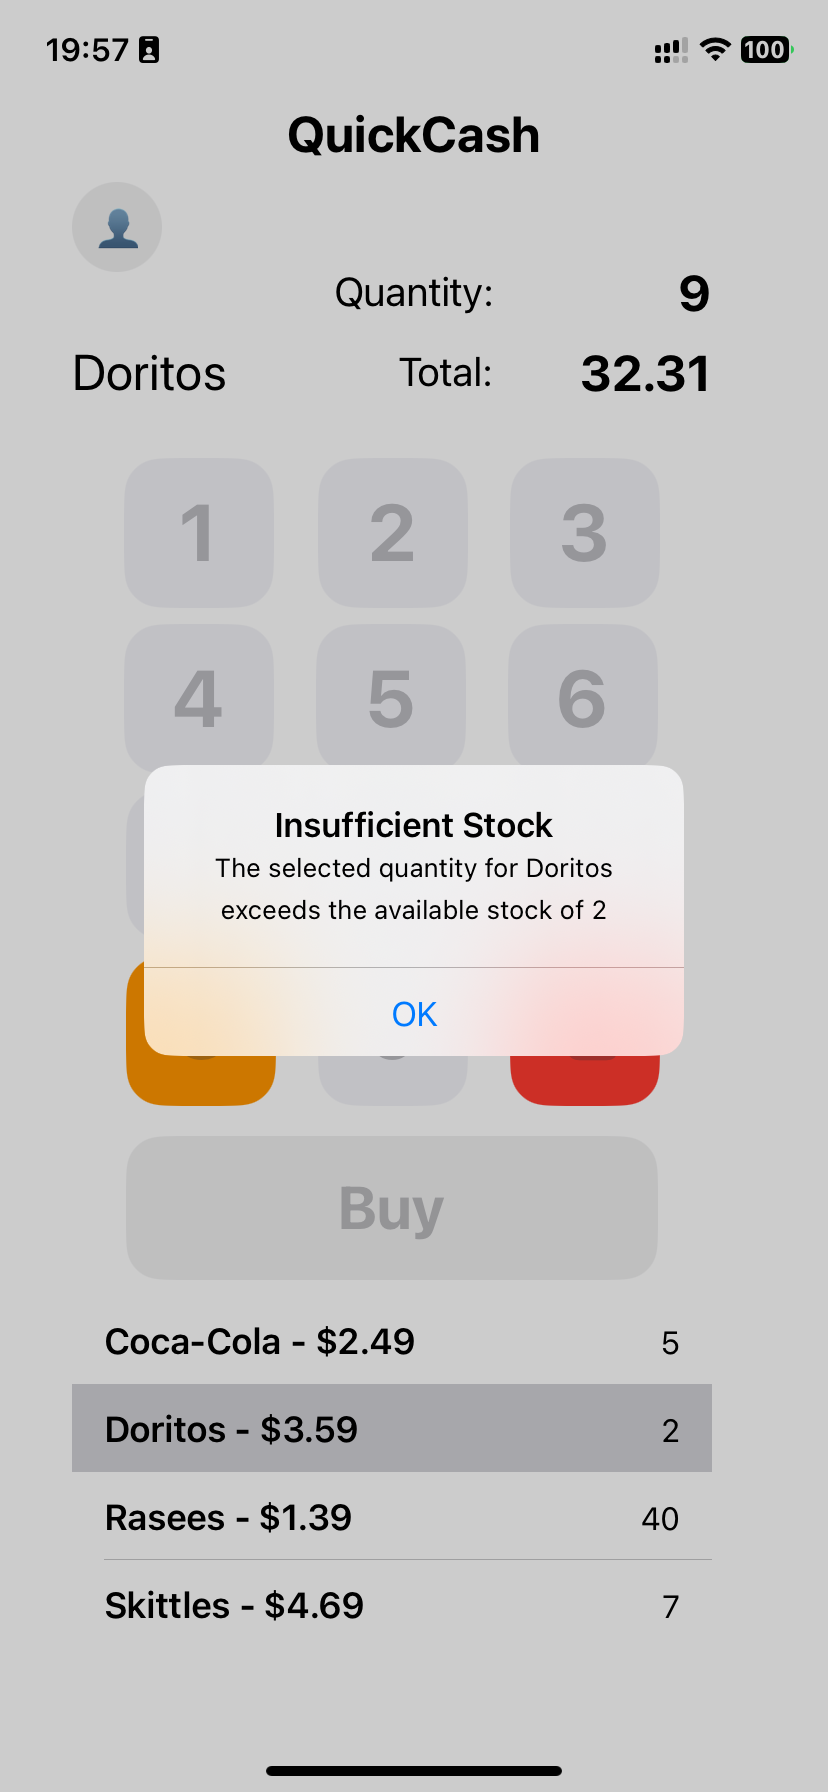 19:57
100
QuickCash
Quantity: 9
Doritos Total: 32.31
1 2 3
4 5 6
Insufficient Stock
The selected quantity for Doritos
exceeds the available stock of 2
OK
Buy
Coca-Cola - $2.49 5
Doritos - $3.59 2
Rasees - $1.39 40
Skittles - $4.69 7